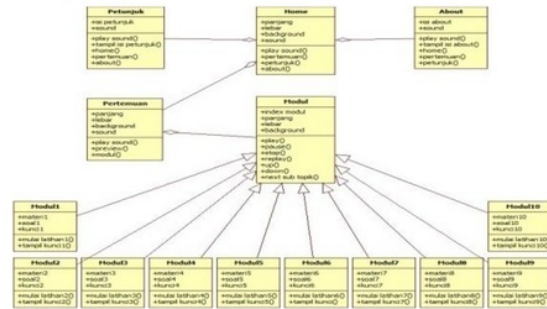 Petunjuk
+isi petunjuk
+sound
+play sound()
+tampil isi petunjuk()
+home()
+pertemuan()
+about()
Home
+panjang
+lebar
+background
+sound
+play sound()
+pertemuan()
+petunjuk()
+about()
About
+isi about
+sound
+play sound()
+tampil isi about()
+home()
+pertemuan()
+petunjuk()
Pertemuan
+panjang
+lebar
+background
+sound
+play sound()
+preview()
+modul()
Modul
+index modul
+panjang
+lebar
+background
+play()
+pause()
+stop()
+replay()
+up()
+down()
+next sub topik()
Modul1
+materi1
+soal1
+kunci1
+mulai latihan1()
+tampil kunci1()
Modul10
+materi10
+soal10
+kunci10
+mulai latihan10()
+tampil kunci10()
Modul2
+materi2
+soal2
+kunci2
+mulai latihan2()
+tampil kunci2()
Modul3
+materi3
+soal3
+kunci3
+mulai latihan3()
+tampil kunci3()
Modul4
+materi4
+soal4
+kunci4
+mulai latihan4()
+tampil kunci4()
Modul5
+materi5
+soal5
+kunci5
+mulai latihan5()
+tampil kunci5()
Modul6
+materi6
+soal6
+kunci6
+mulai latihan6()
+tampil kunci6()
Modul7
+materi7
+soal7
+kunci7
+mulai latihan7()
+tampil kunci7()
Modul8
+materi8
+soal8
+kunci8
+mulai latihan8()
+tampil kunci8()
Modul9
+materi9
+soal9
+kunci9
+mulai latihan9()
+tampil kunci9()